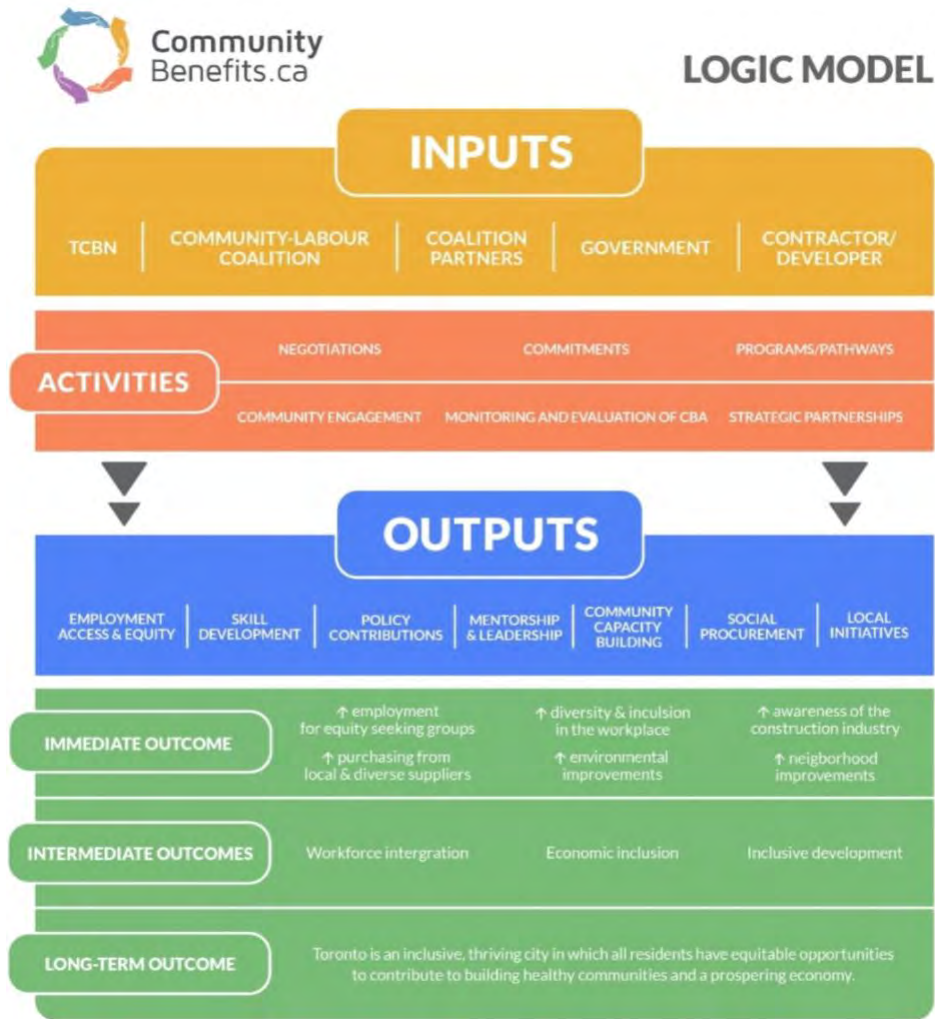 Community
Benefits.ca
LOGIC MODEL
INPUTS
TCBN
COMMUNITY-LABOUR
COALITION
COALITION
PARTNERS
GOVERNMENT
CONTRACTOR/
DEVELOPER
ACTIVITIES
NEGOTIATIONS
COMMITMENTS
PROGRAMS/PATHWAYS
COMMUNITY ENGAGEMENT
MONITORING AND EVALUATION OF CBA
STRATEGIC PARTNERSHIPS
OUTPUTS
EMPLOYMENT
ACCESS & EQUITY
SKILL
DEVELOPMENT
POLICY
CONTRIBUTIONS
MENTORSHIP
& LEADERSHIP
COMMUNITY
CAPACITY
BUILDING
SOCIAL
PROCUREMENT
LOCAL
INITIATIVES
IMMEDIATE OUTCOME
↑ employment
for equity seeking groups
↑ diversity & inculsion
in the workplace
↑ awareness of the
construction industry
↑ purchasing from
local & diverse suppliers
↑ environmental
improvements
↑ neigborhood
improvements
INTERMEDIATE OUTCOMES
Workforce intergration
Economic inclusion
Inclusive development
LONG-TERM OUTCOME
Toronto is an inclusive, thriving city in which all residents have equitable opportunities
to contribute to building healthy communities and a prospering economy.